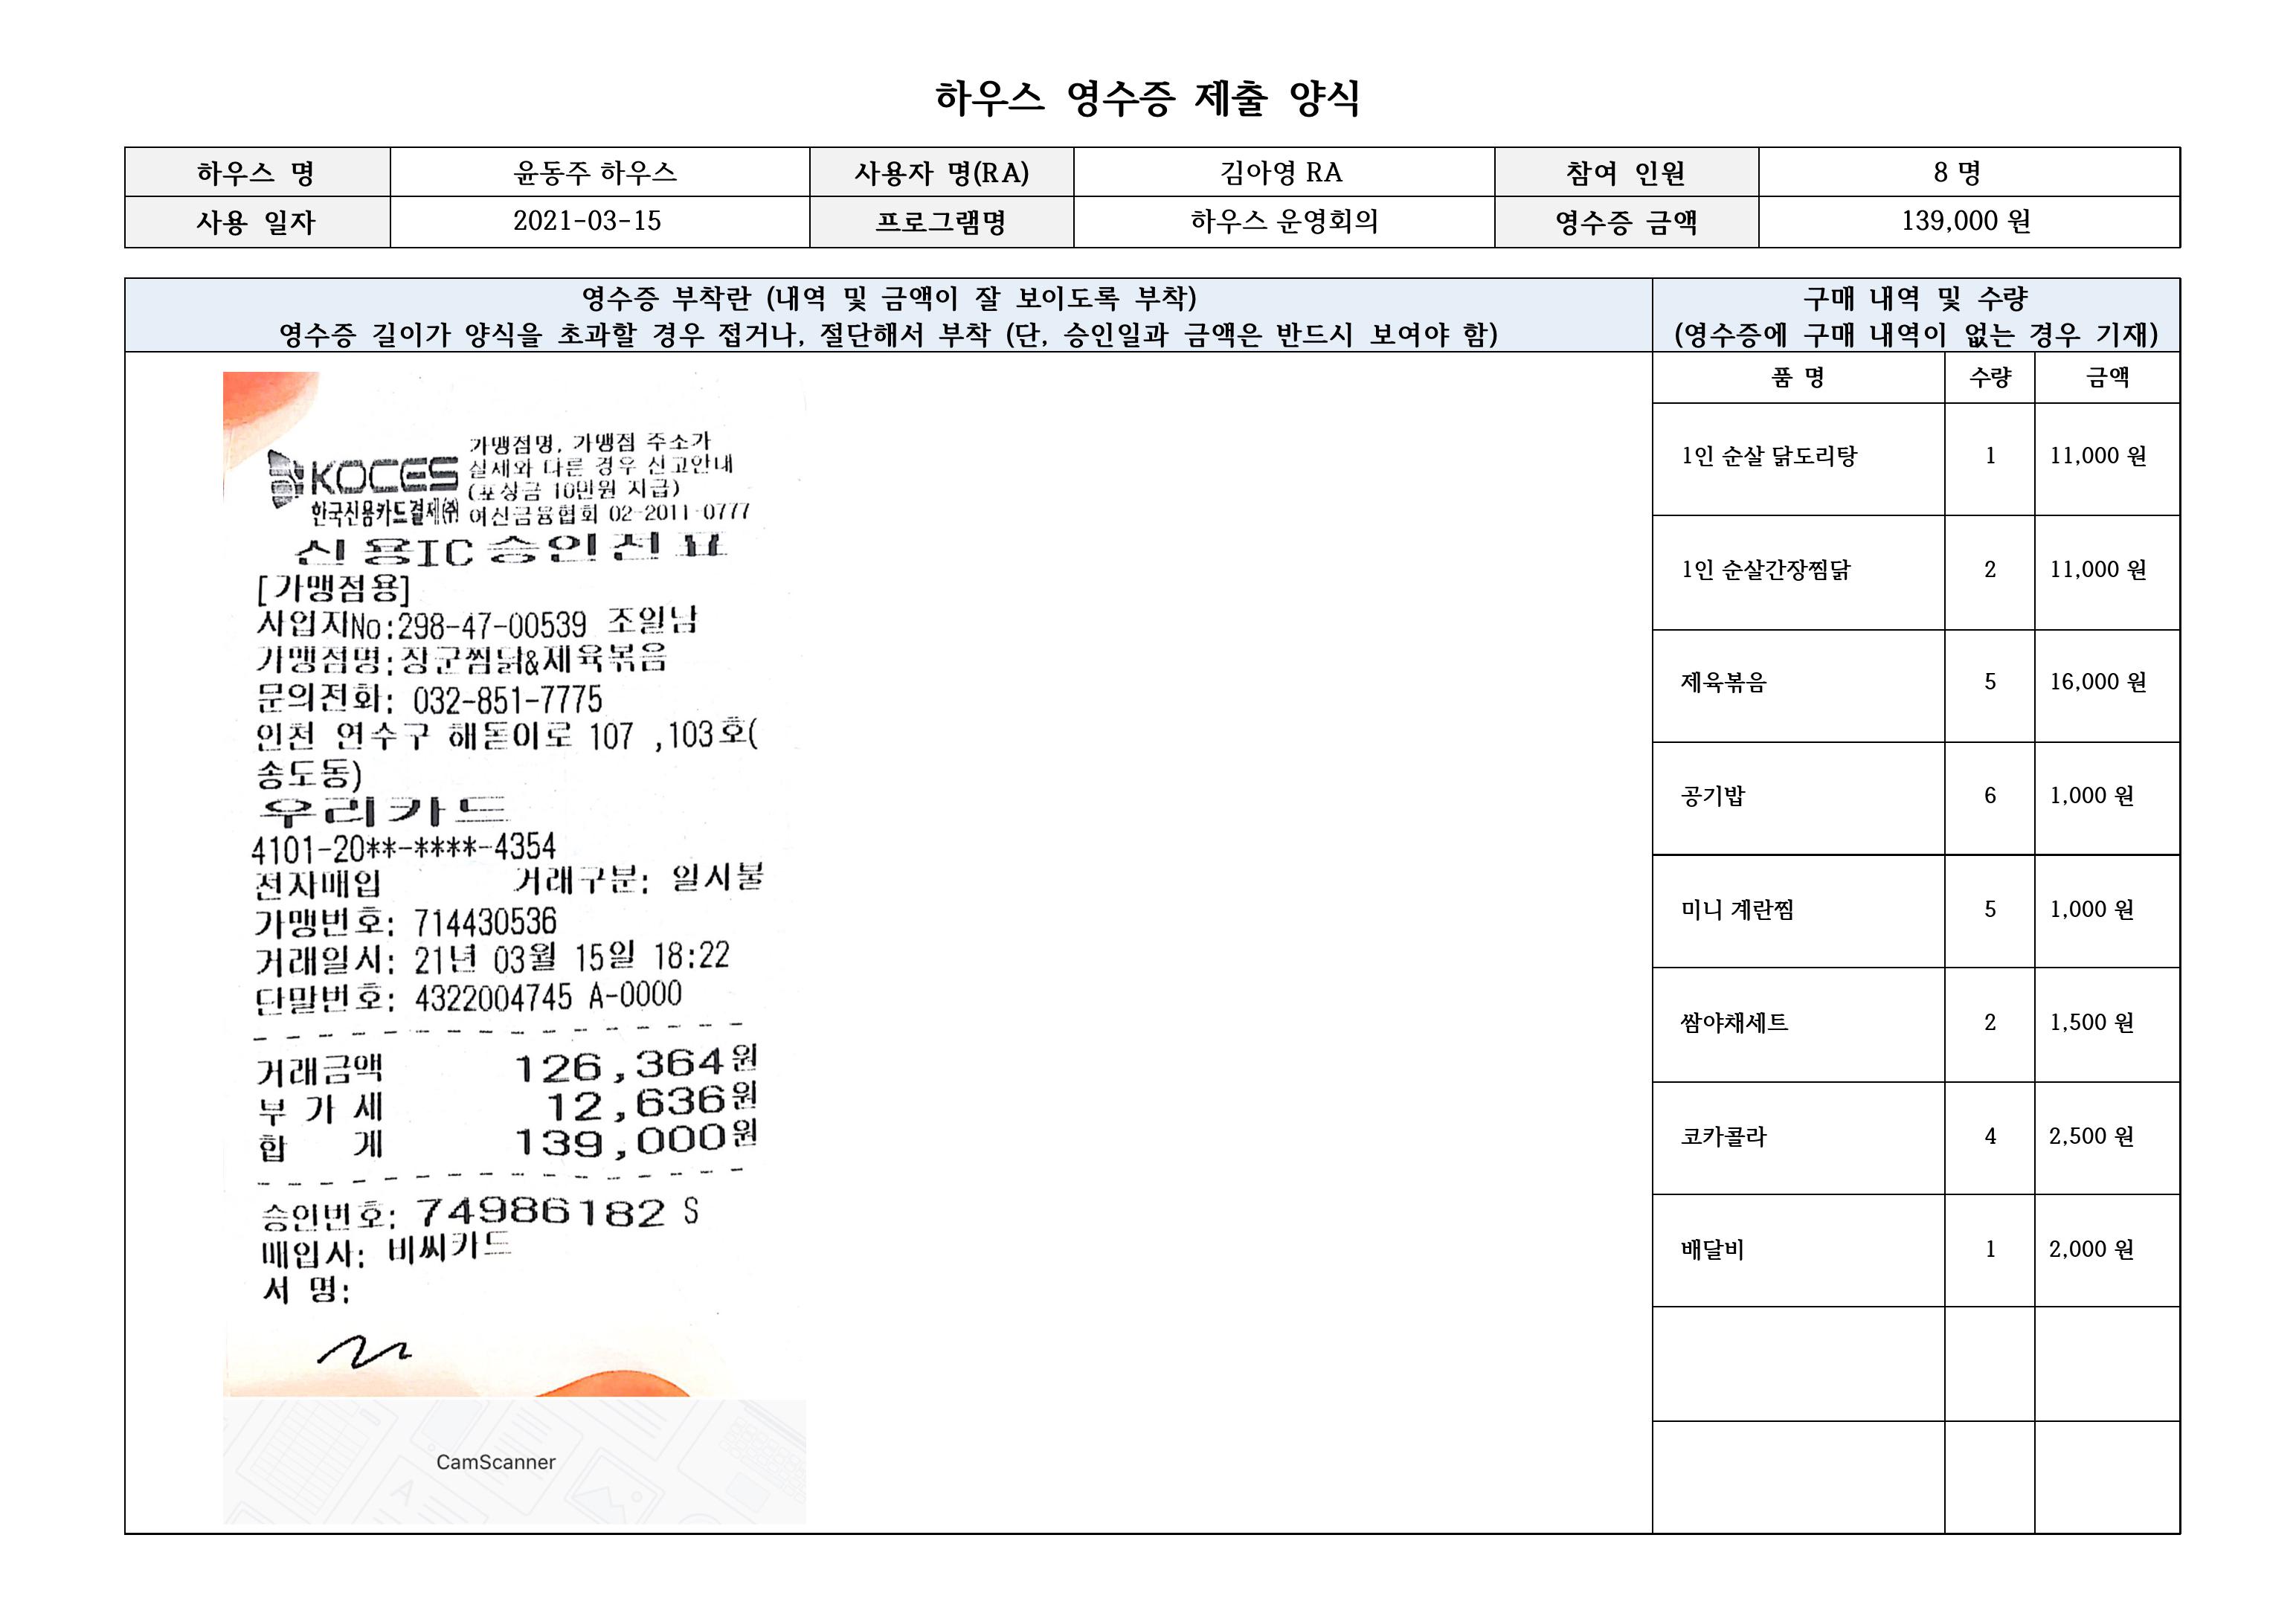 하우스 영수증 제출 양식
하우스 명 윤동주 하우스 사용자 명(RA) 김아영 RA 참여 인원 8 명
사용 일자 2021-03-15 프로그램명 하우스 운영회의 영수증 금액 139,000 원
영수증 부착란 (내역 및 금액이 잘 보이도록 부착)
영수증 길이가 양식을 초과할 경우 접거나, 절단해서 부착 (단, 승인일과 금액은 반드시 보여야 함)
KOCES
한국신용카드결제㈜
가맹점명, 가맹점 주소가
실제와 다른 경우 신고안내
(포상금 10만원 지급)
여신금융협회 02-2011-0777
신용IC승인전표
[가맹점용]
사업자No:298-47-00539 조일남
가맹점명:장군찜닭&제육볶음
문의전화: 032-851-7775
인천 연수구 해돋이로 107 ,103호(
송도동)
우리카드
4101-20**-****-4354
전자매입 거래구분: 일시불
가맹번호: 714430536
거래일시: 21년 03월 15일 18:22
단말번호: 4322004745 A-0000
거래금액 126,364원
부 가 세 12,636원
합 계 139,000원
승인번호: 74986182 S
매입사: 비씨카드
서 명:
CamScanner
구매 내역 및 수량
(영수증에 구매 내역이 없는 경우 기재)
품 명 수량 금액
1인 순살 닭도리탕 1 11,000 원
1인 순살간장찜닭 2 11,000 원
제육볶음 5 16,000 원
공기밥 6 1,000 원
미니 계란찜 5 1,000 원
쌈야채세트 2 1,500 원
코카콜라 4 2,500 원
배달비 1 2,000 원